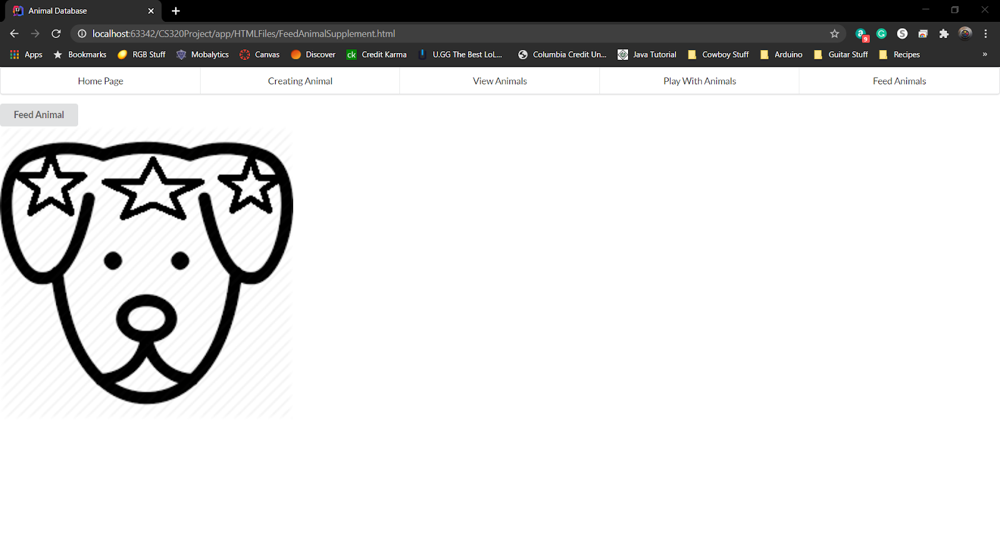 Animal Database
localhost:63342/CS320Project/app/HTMLFiles/FeedAnimalSupplement.html
9
Apps Bookmarks RGB Stuff Mobalytics Canvas Discover ck Credit Karma U.GG The Best LoL... Columbia Credit Un... Java Tutorial Cowboy Stuff Arduino Guitar Stuff Recipes »
Home Page Creating Animal View Animals Play With Animals Feed Animals
Feed Animal